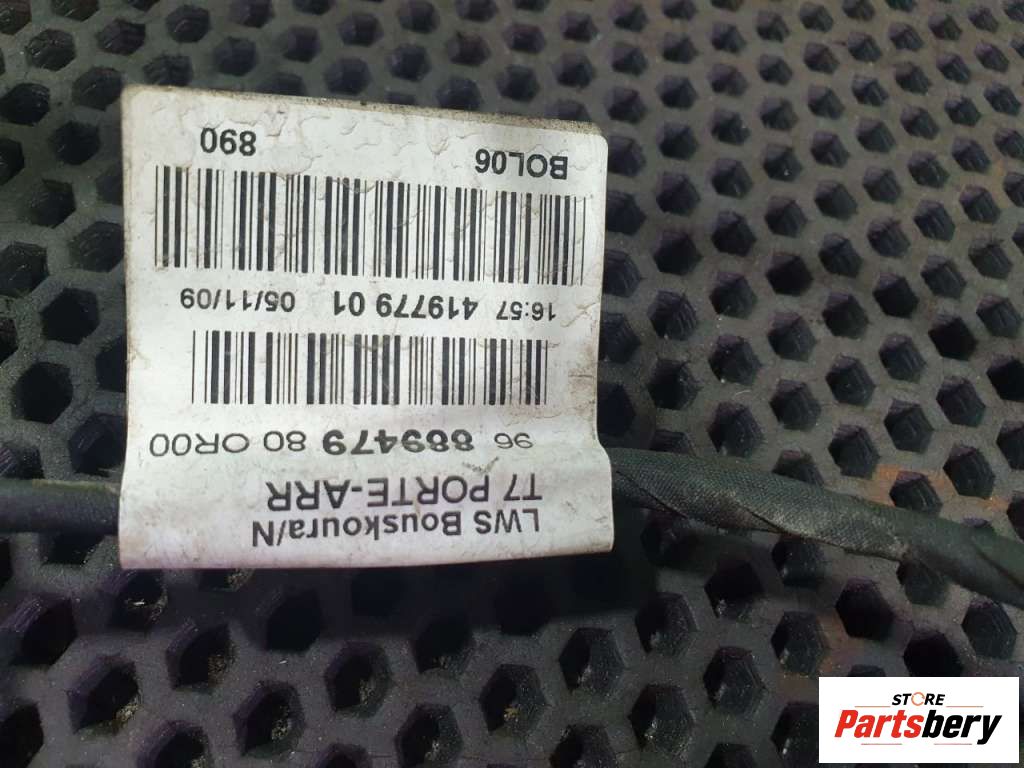 LWS Bouskoura/N
T7 PORTE-ARR
96 889479 80 OR00
16:57 419779 01 05/11/09
BOL06 890
STORE
Partsbery